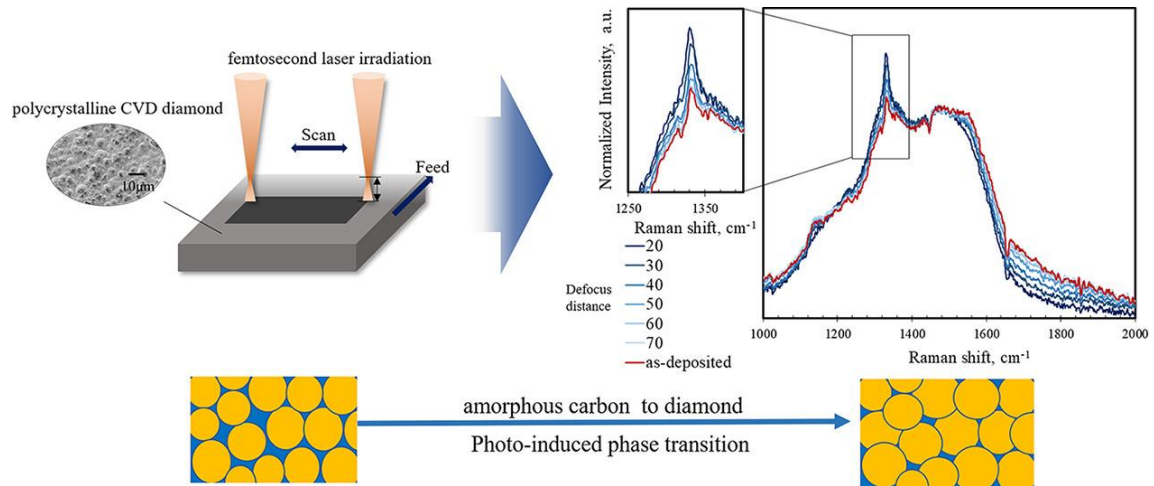 femtosecond laser irradiation
polycrystalline CVD diamond
10μm
Scan
Feed
Normalized Intensity, a.u.
1250
1350
Raman shift, cm-1
Defocus
distance
20
30
40
50
60
70
as-deposited
1000
1200
1400
1600
1800
2000
Raman shift, cm-1
amorphous carbon to diamond
Photo-induced phase transition